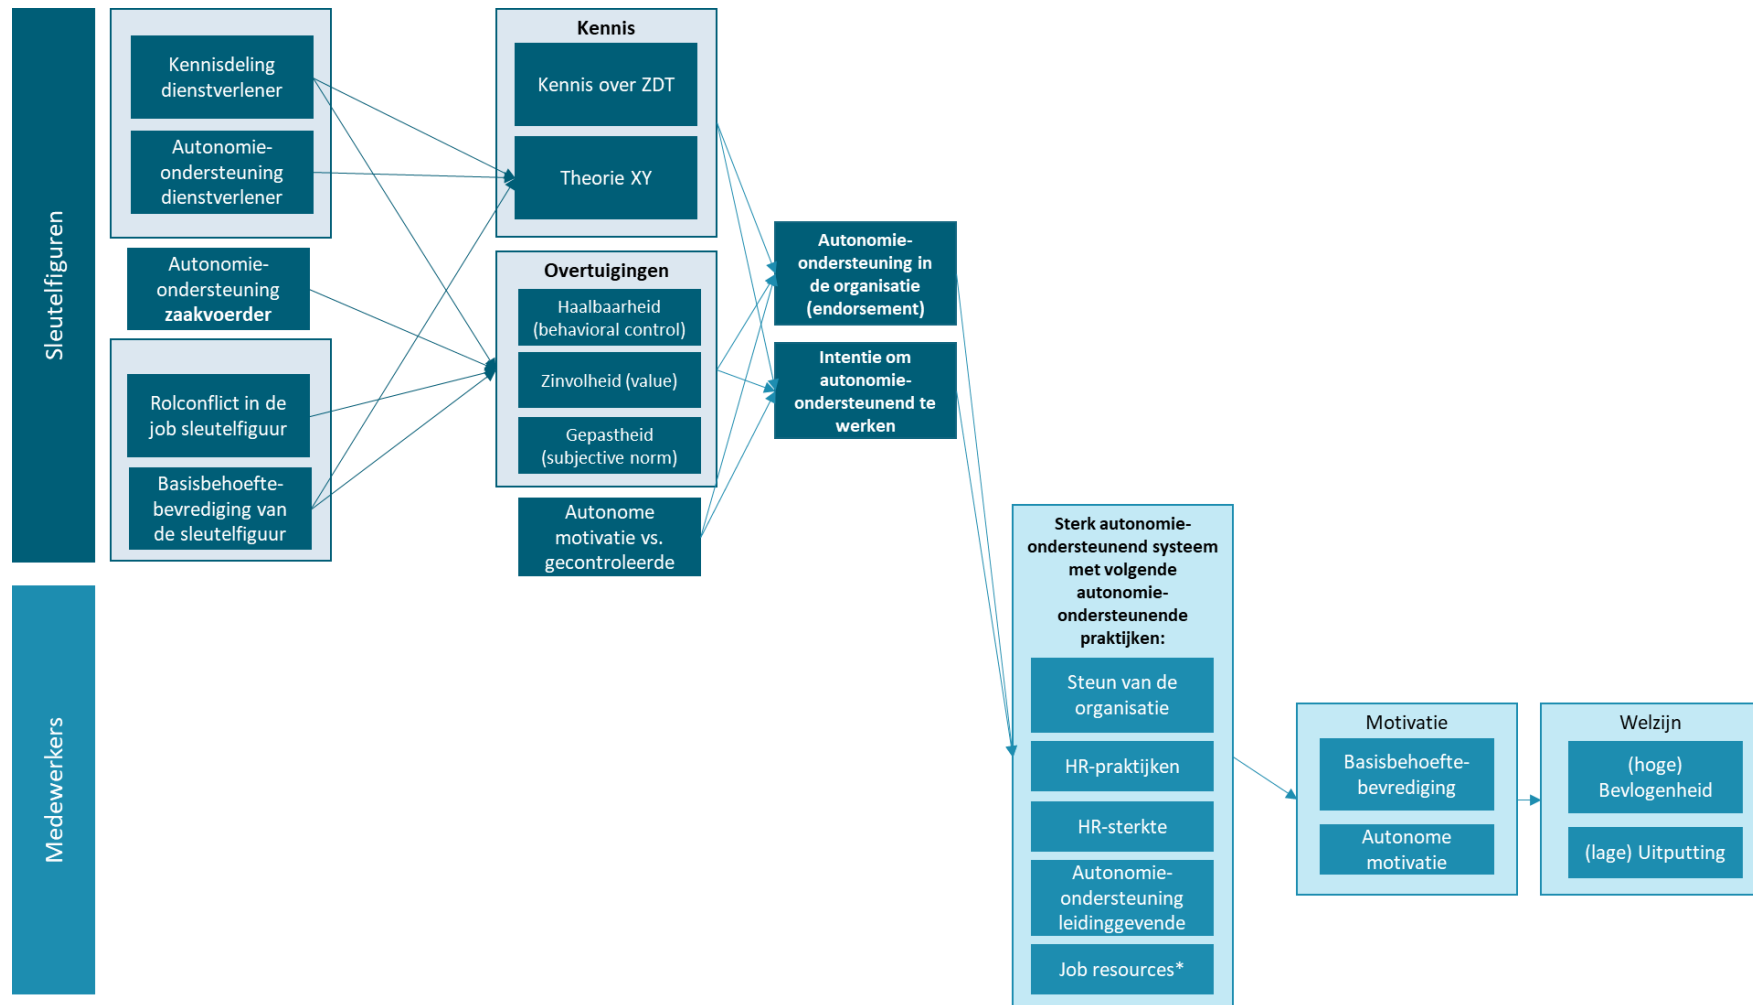 Sleutelfiguren
Kennisdeling
dienstverlener
Autonomie-
ondersteuning
dienstverlener
Autonomie-
ondersteuning
zaakvoerder
Rolconflict in de
job sleutelfiguur
Basisbehoefte-
bevrediging van
de sleutelfiguur
Kennis
Kennis over ZDT
Theorie XY
Overtuigingen
Haalbaarheid
(behavioral control)
Zinvolheid (value)
Gepastheid
(subjective norm)
Autonome
motivatie vs.
gecontroleerde
Autonomie-
ondersteuning in
de organisatie
(endorsement)
Intentie om
autonomie-
ondersteunend te
werken
Medewerkers
Sterk autonomie-
ondersteunend systeem
met volgende
autonomie-
ondersteunende
praktijken:
Steun van de
organisatie
HR-praktijken
HR-sterkte
Autonomie-
ondersteuning
leidinggevende
Job resources*
Motivatie
Basisbehoefte-
bevrediging
Autonome
motivatie
Welzijn
(hoge)
Bevlogenheid
(lage) Uitputting